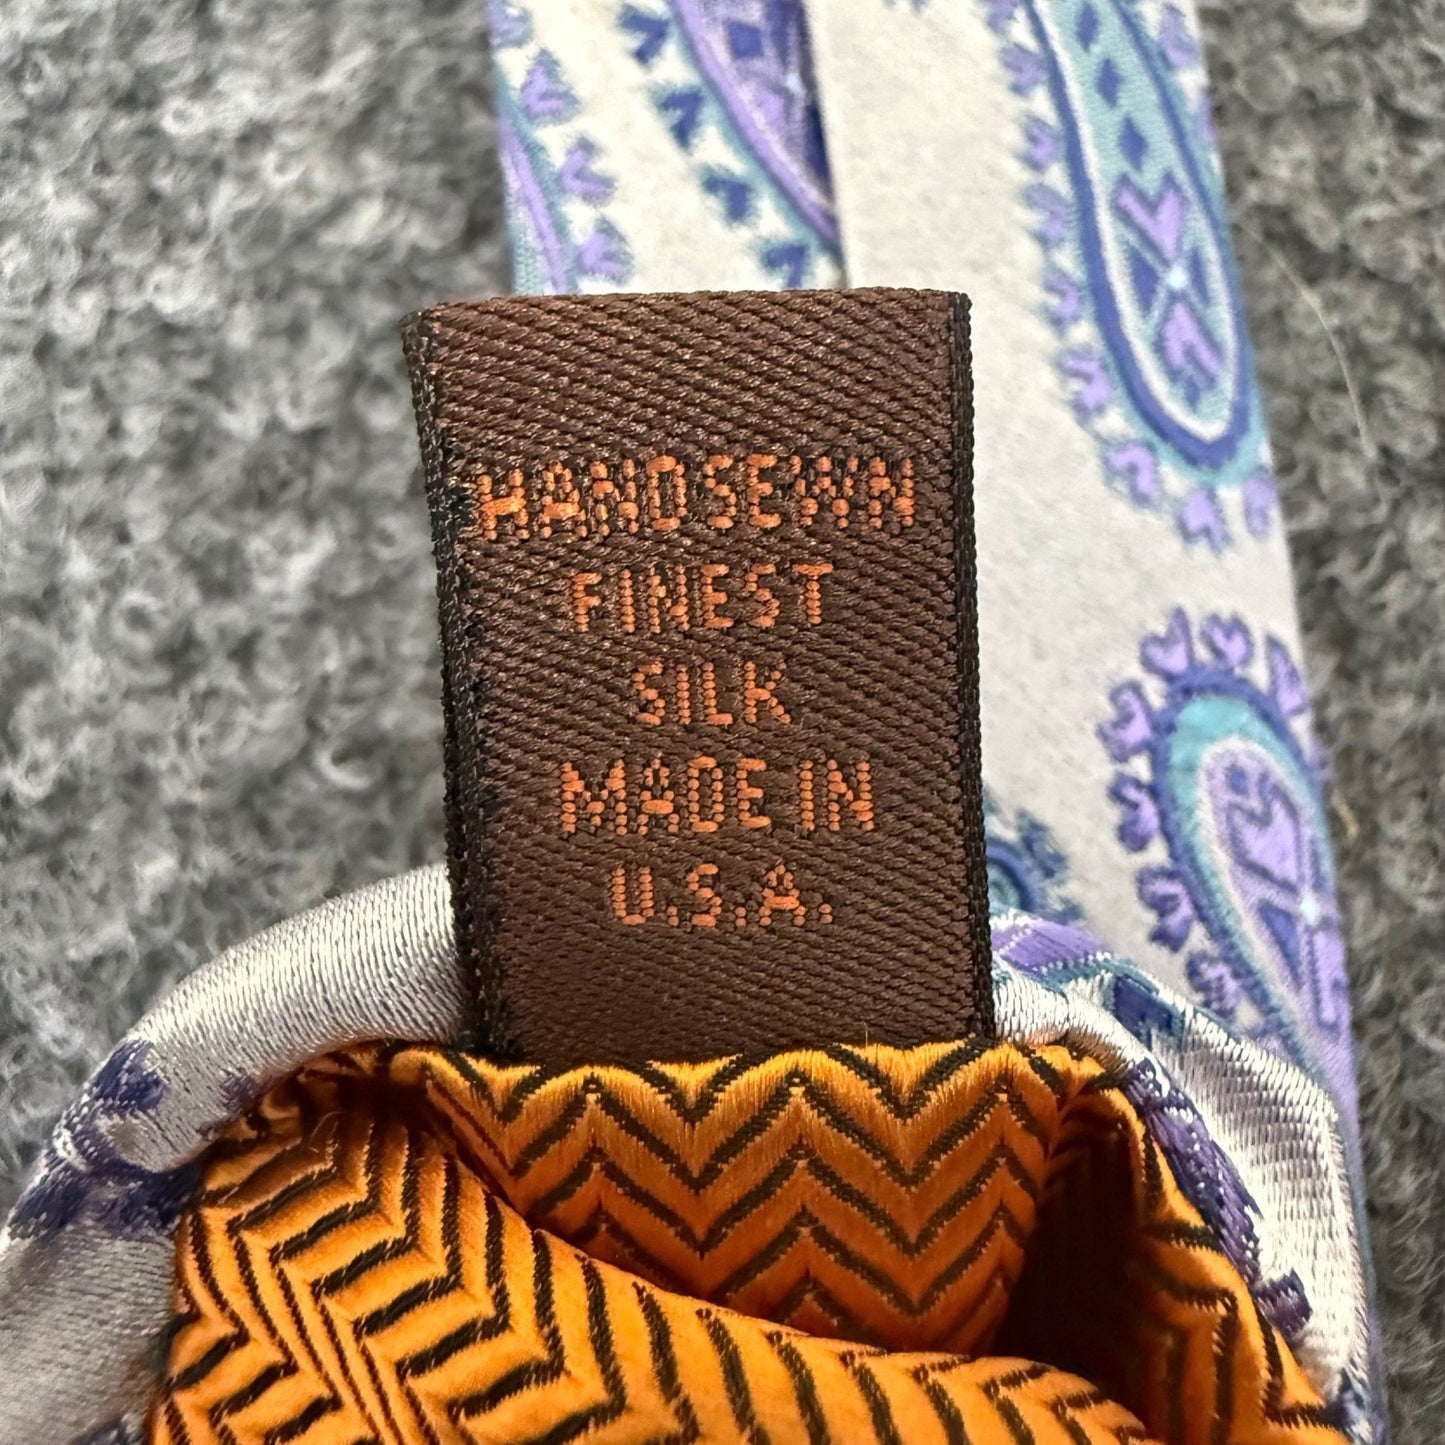 HANDSEWN
FINEST
SILK
MADE IN
U.S.A.